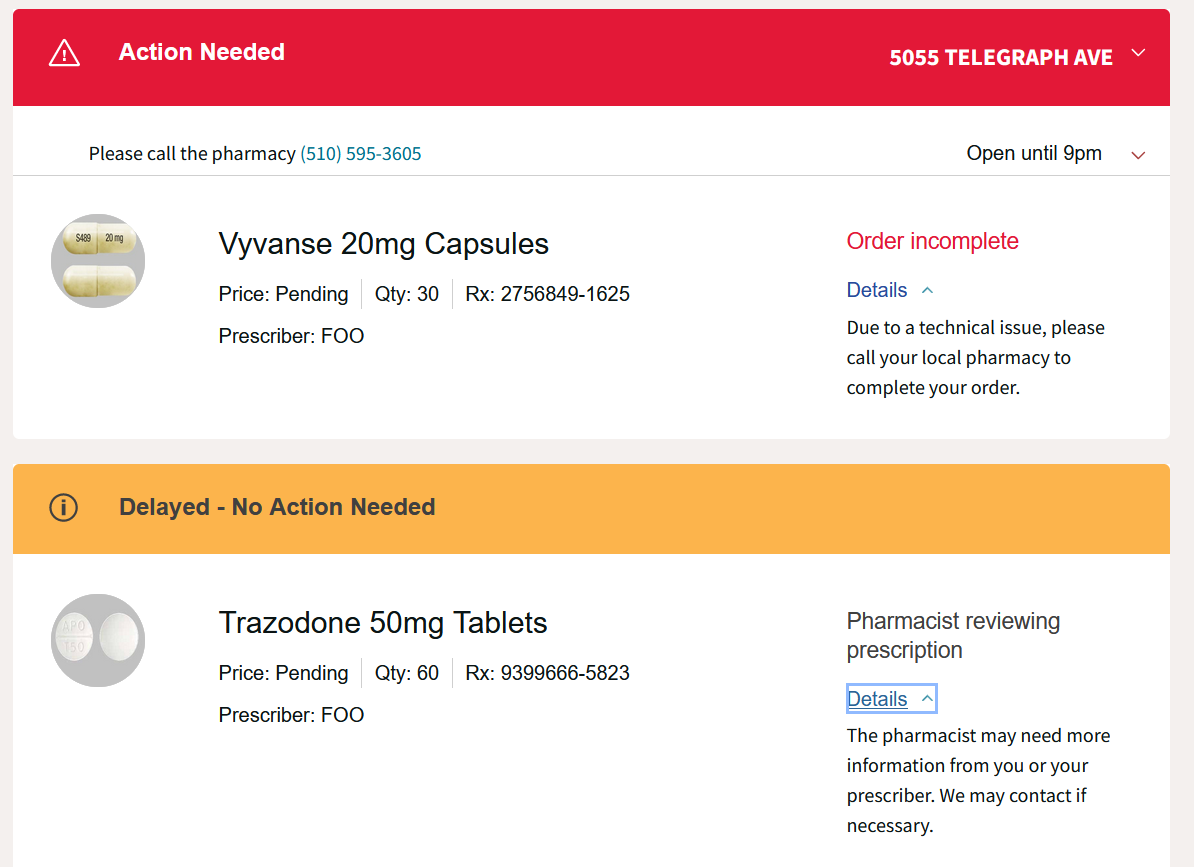 Action Needed
5055 TELEGRAPH AVE
Please call the pharmacy (510) 595-3605
Open until 9pm
S489 20 mg
Vyvanse 20mg Capsules
Price: Pending Qty: 30 Rx: 2756849-1625
Prescriber: FOO
Order incomplete
Details
Due to a technical issue, please
call your local pharmacy to
complete your order.
Delayed - No Action Needed
APO
150
Trazodone 50mg Tablets
Price: Pending Qty: 60 Rx: 9399666-5823
Prescriber: FOO
Pharmacist reviewing
prescription
Details
The pharmacist may need more
information from you or your
prescriber. We may contact if
necessary.